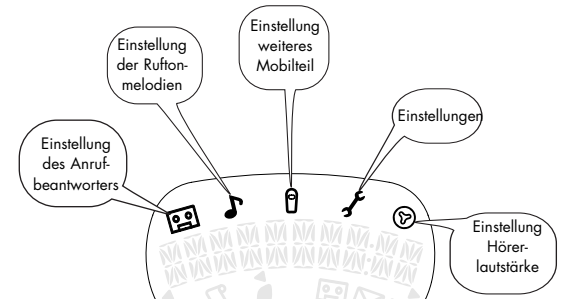 Einstellung
weiteres
Mobilteil
Einstellung
der Rufton-
melodien
Einstellungen
Einstellung
des Anruf-
beantworters
Einstellung
Hörer-
lautstärke